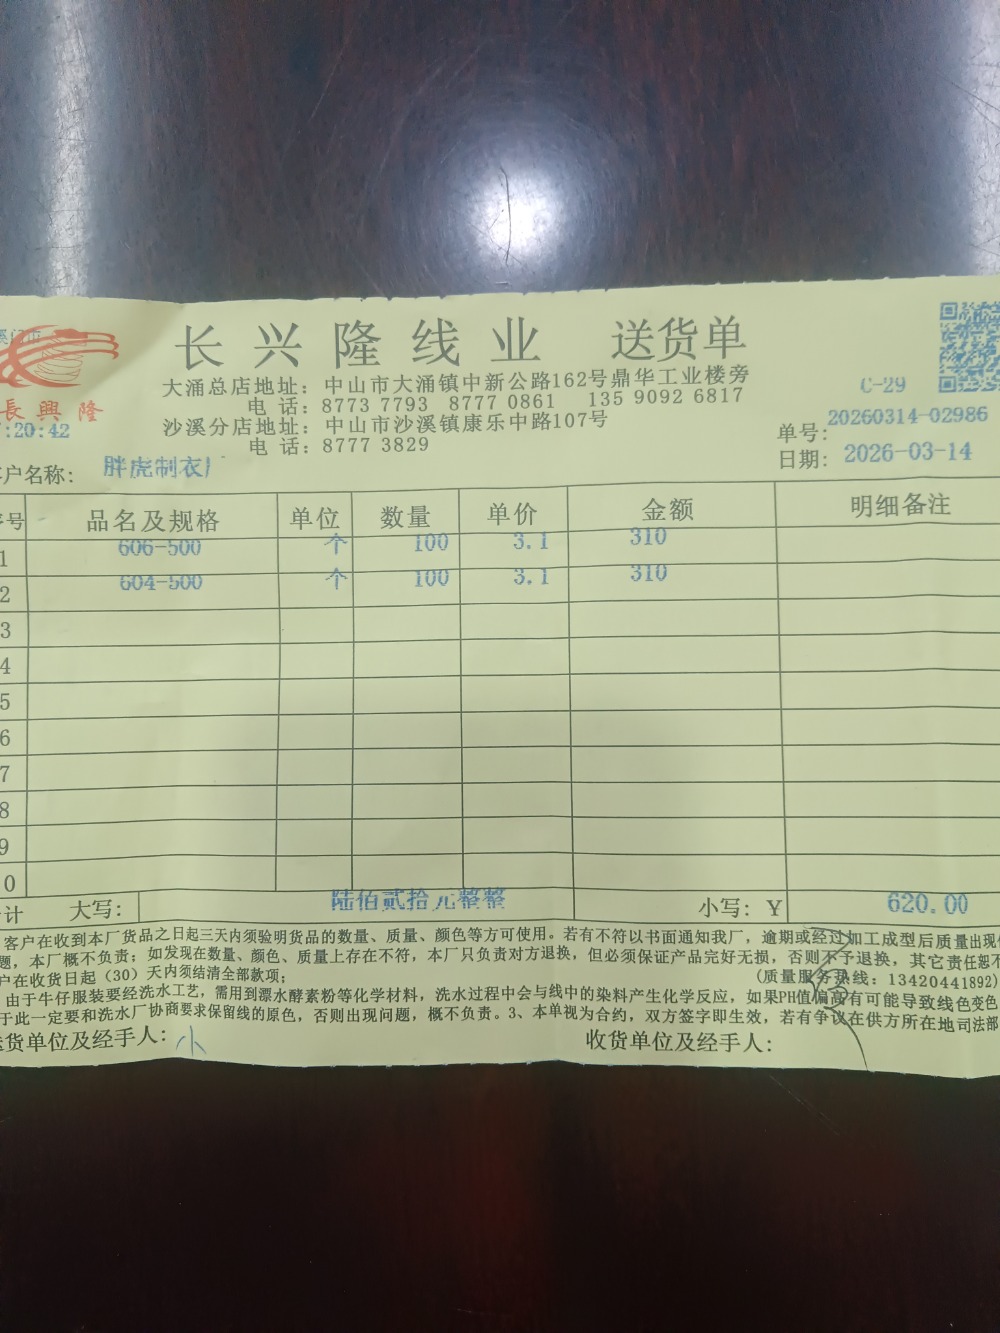 长兴隆线业 送货单
大涌总店地址：中山市大涌镇中新公路162号鼎华工业楼旁
电 话：8773 7793 8777 0861 135 9092 6817
沙溪分店地址：中山市沙溪镇康乐中路107号
电 话：8777 3829
長興隆
:20:42
C-29
单号：20260314-02986
日期：2026-03-14
户名称：胖虎制衣厂
号 品名及规格 单位 数量 单价 金额 明细备注
1 606-500 个 100 3.1 310
2 604-500 个 100 3.1 310
3
4
5
6
7
8
9
0
计 大写： 陆佰贰拾元整整 小写：Y 620.00
客户在收到本厂货品之日起三天内须验明货品的数量、质量、颜色等方可使用。若有不符以书面通知我厂，逾期或经过加工成型后质量出现
题，本厂概不负责；如发现在数量、颜色、质量上存在不符，本厂只负责对方退换，但必须保证产品完好无损，否则不予退换，其它责任恕不
户在收货日起（30）天内须结清全部款项； (质量服务热线：13420441892)
由于牛仔服装要经洗水工艺，需用到漂水酵素粉等化学材料，洗水过程中会与线中的染料产生化学反应，如果PH值偏高有可能导致线色变色
于此一定要和洗水厂协商要求保留线的原色，否则出现问题，概不负责。3、本单视为合约，双方签字即生效，若有争议在供方所在地司法部
货单位及经手人：小 收货单位及经手人：